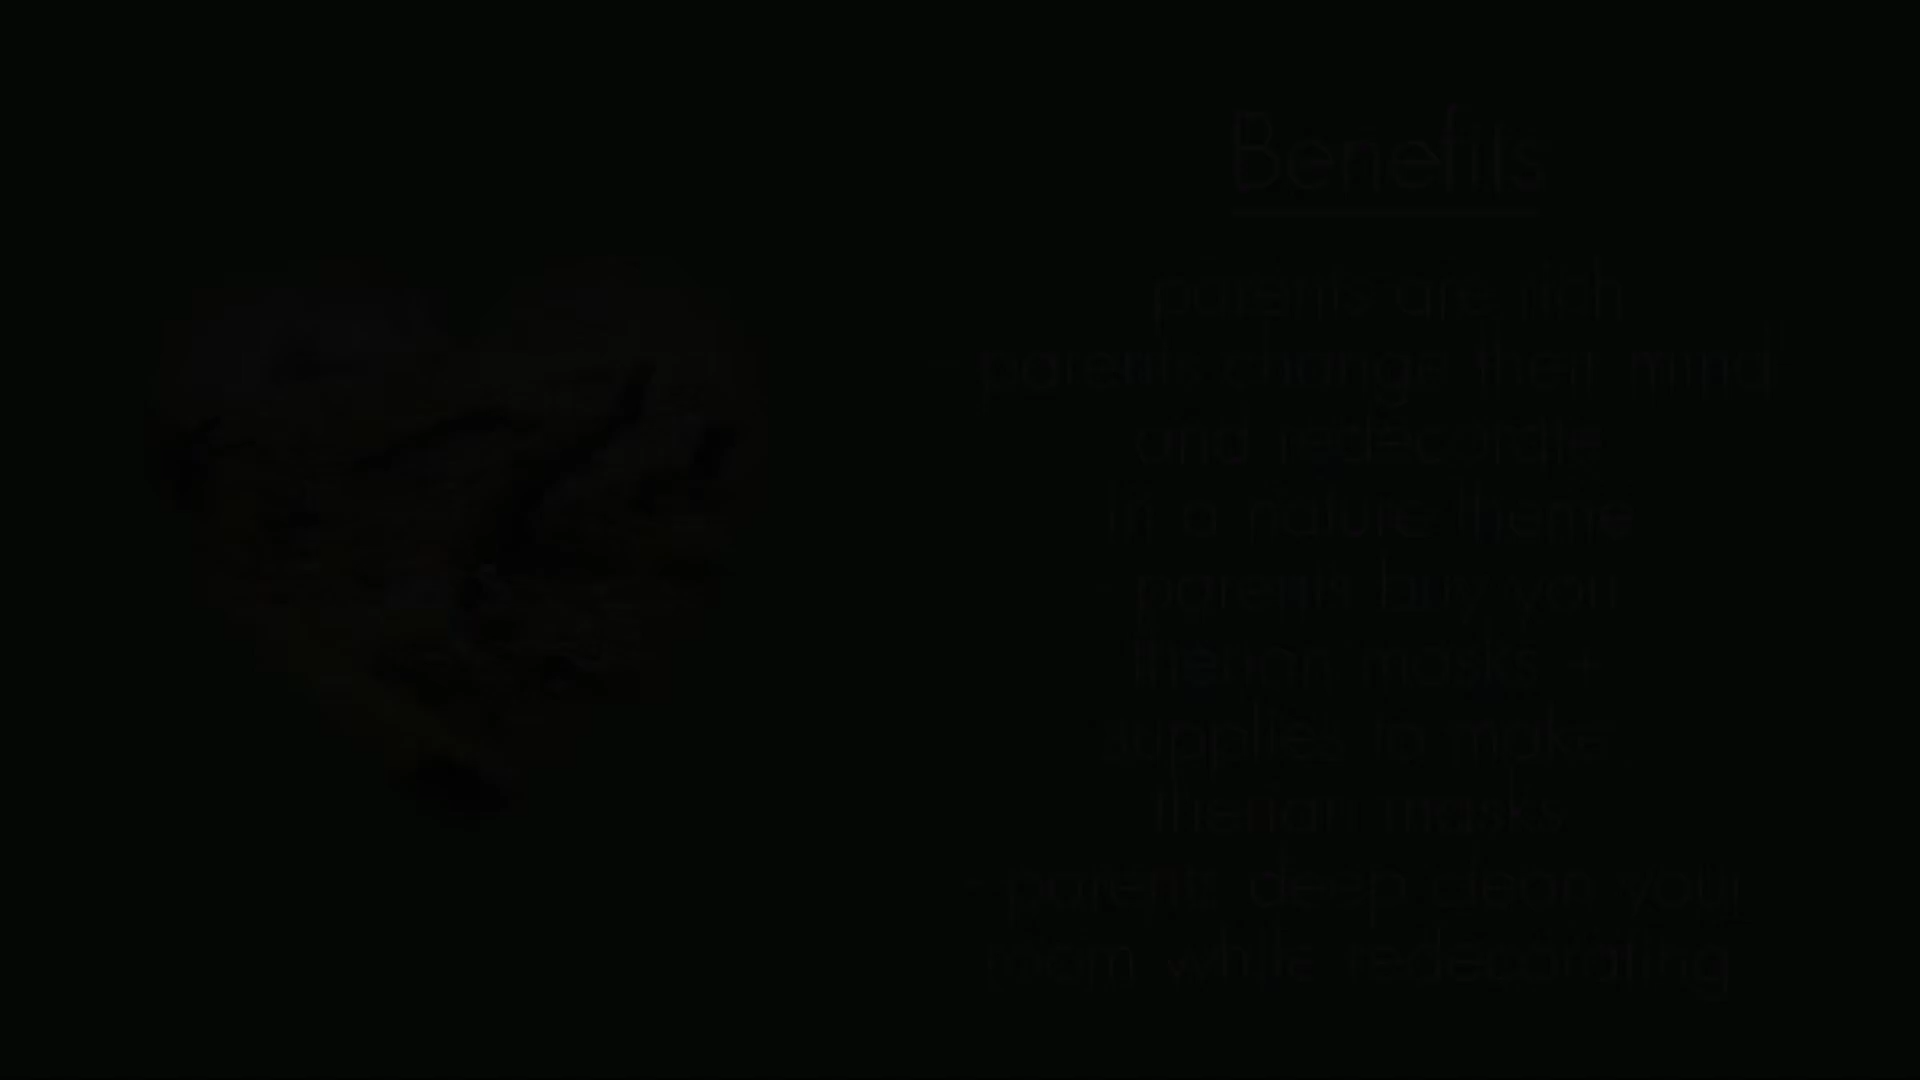 Benefits
parents are rich
- parents change their mind
and redecorate
in a nature theme
- parents buy you
therian masks +
supplies to make
therian masks
- parents deep clean your
room while redecorating